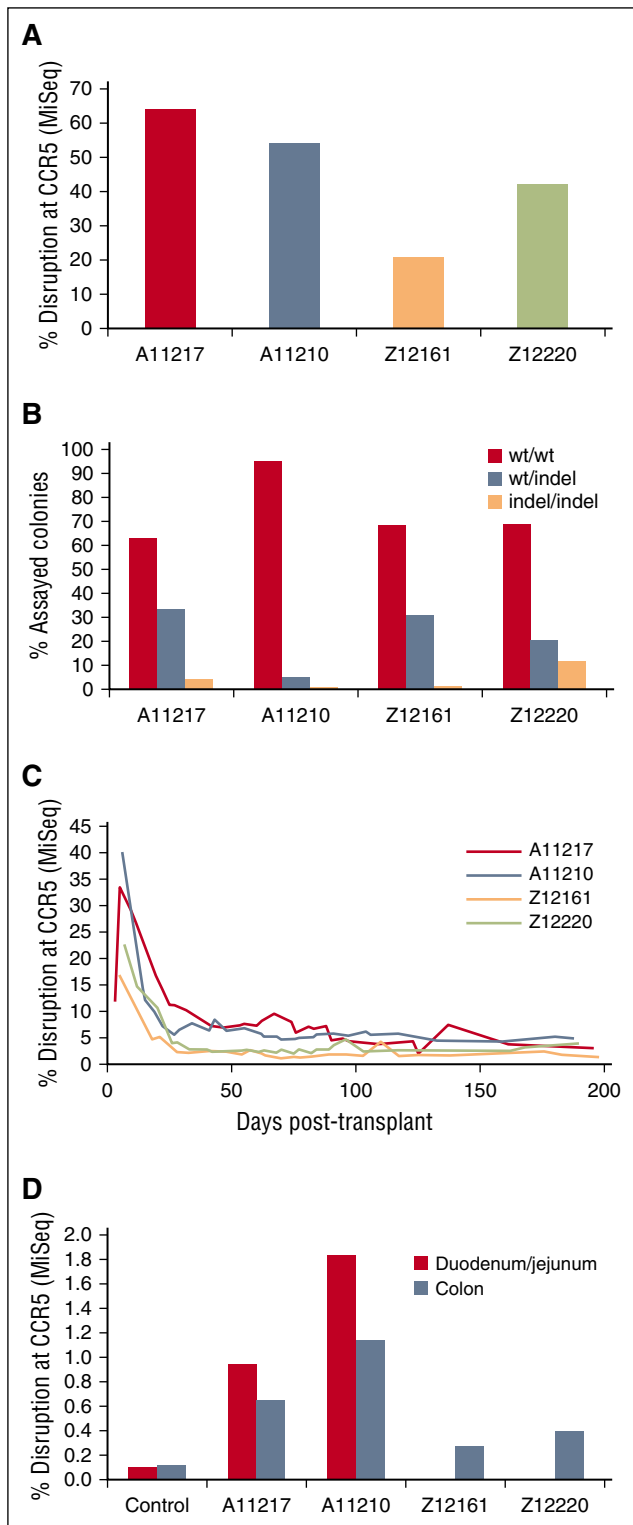 A
% Disruption at CCR5 (MiSeq)
70
60
50
40
30
20
10
0
A11217 A11210 Z12161 Z12220
B
% Assayed colonies
100
90
80
70
60
50
40
30
20
10
0
wt/wt
wt/indel
indel/indel
A11217 A11210 Z12161 Z12220
C
% Disruption at CCR5 (MiSeq)
45
40
35
30
25
20
15
10
5
0
A11217
A11210
Z12161
Z12220
0 50 100 150 200
Days post-transplant
D
% Disruption at CCR5 (MiSeq)
2.0
1.8
1.6
1.4
1.2
1.0
0.8
0.6
0.4
0.2
0.0
Duodenum/jejunum
Colon
Control A11217 A11210 Z12161 Z12220